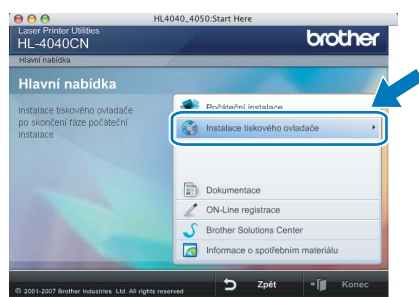 HL4040_4050:Start Here
Laser Printer Utilities
HL-4040CN
brother
Hlavní nabídka
Hlavní nabídka
Instalace tiskového ovladače
po skončení fáze počáteční
instalace
Počáteční instalace
Instalace tiskového ovladače
Dokumentace
ON-Line registrace
Brother Solutions Center
Informace o spotřebním materiálu
© 2001-2007 Brother Industries Ltd. All rights reserved
Zpět
Konec